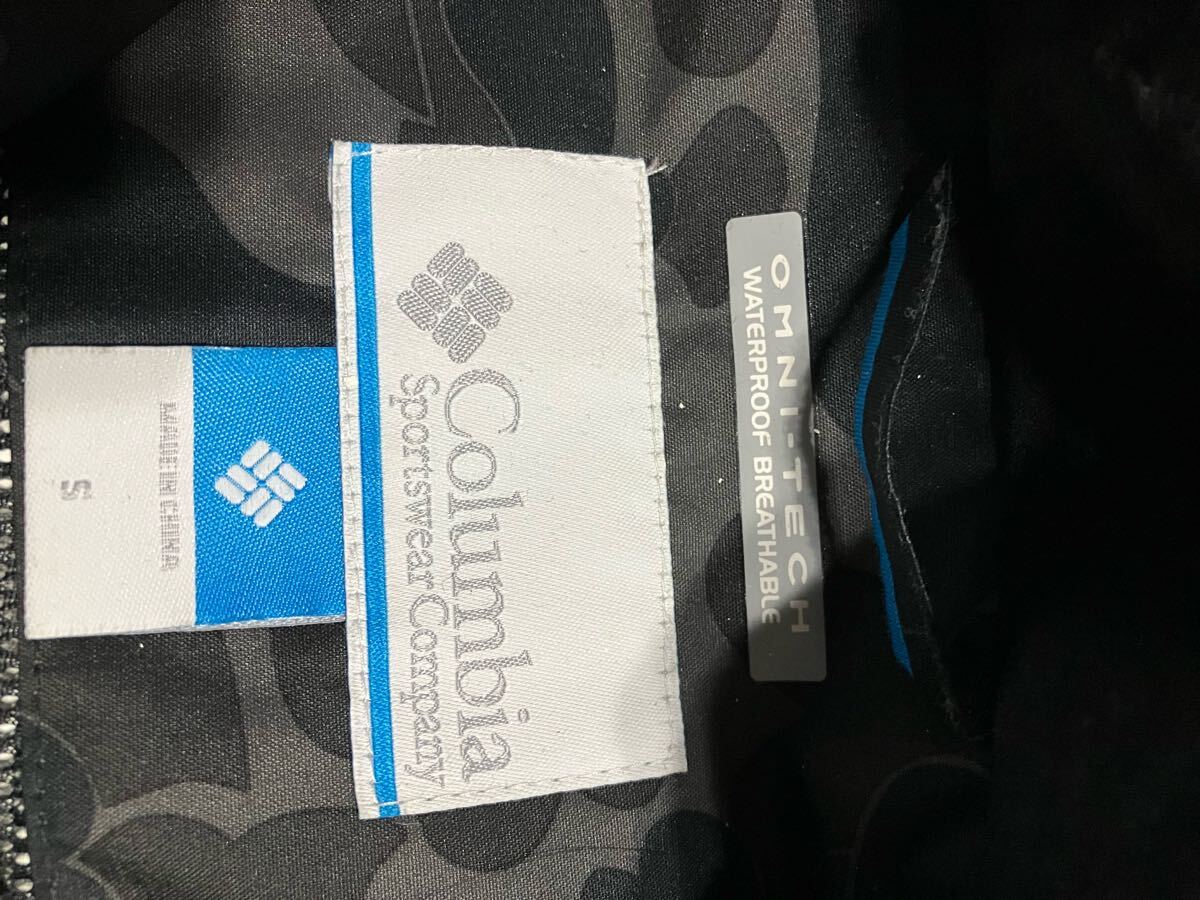 OMNI-TECH
WATERPROOF BREATHABLE
Columbia
Sportswear Company
MADE IN CHINA
S